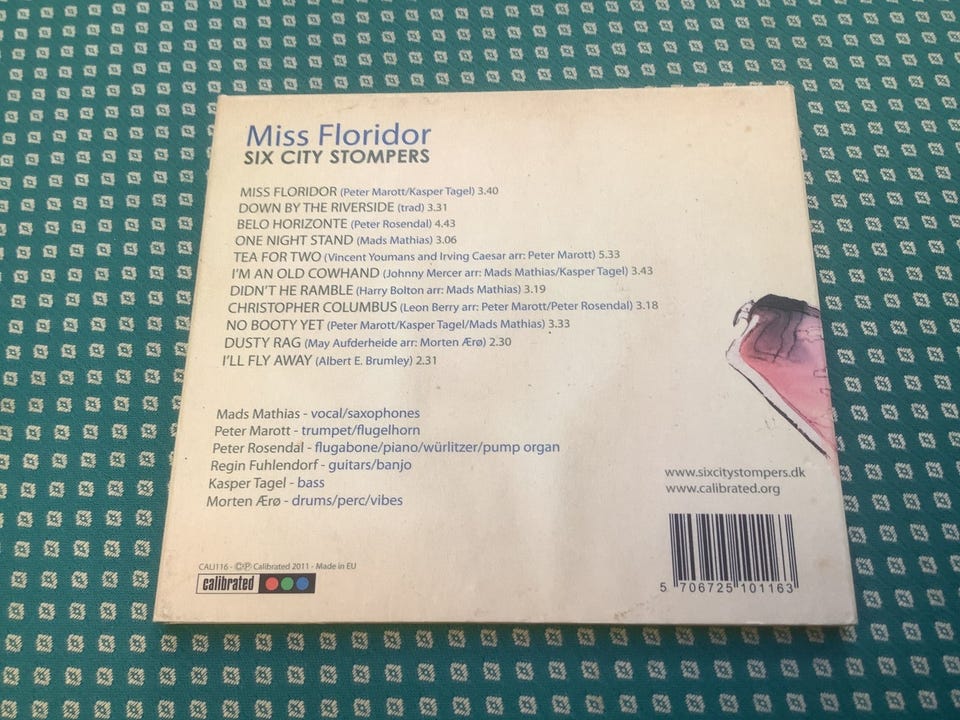 Miss Floridor
SIX CITY STOMPERS
MISS FLORIDOR (Peter Marott/Kasper Tagel) 3.40
DOWN BY THE RIVERSIDE (trad) 3.31
BELO HORIZONTE (Peter Rosendal) 4.43
ONE NIGHT STAND (Mads Mathias) 3.06
TEA FOR TWO (Vincent Youmans and Irving Caesar arr: Peter Marott) 5.33
I'M AN OLD COWHAND (Johnny Mercer arr: Mads Mathias/Kasper Tagel) 3.43
DIDN'T HE RAMBLE (Harry Bolton arr: Mads Mathias) 3.19
CHRISTOPHER COLUMBUS (Leon Berry arr: Peter Marott/Peter Rosendal) 3.18
NO BOOTY YET (Peter Marott/Kasper Tagel/Mads Mathias) 3.33
DUSTY RAG (May Aufderheide arr: Morten Ærø) 2.30
I'LL FLY AWAY (Albert E. Brumley) 2.31
Mads Mathias - vocal/saxophones
Peter Marott - trumpet/flugelhorn
Peter Rosendal - flugabone/piano/würlitzer/pump organ
Regin Fuhlendorf - guitars/banjo
Kasper Tagel - bass
Morten Ærø - drums/perc/vibes
www.sixcitystompers.dk
www.calibrated.org
CALI116 - ©℗ Calibrated 2011 - Made in EU
calibrated
5 706725 101163